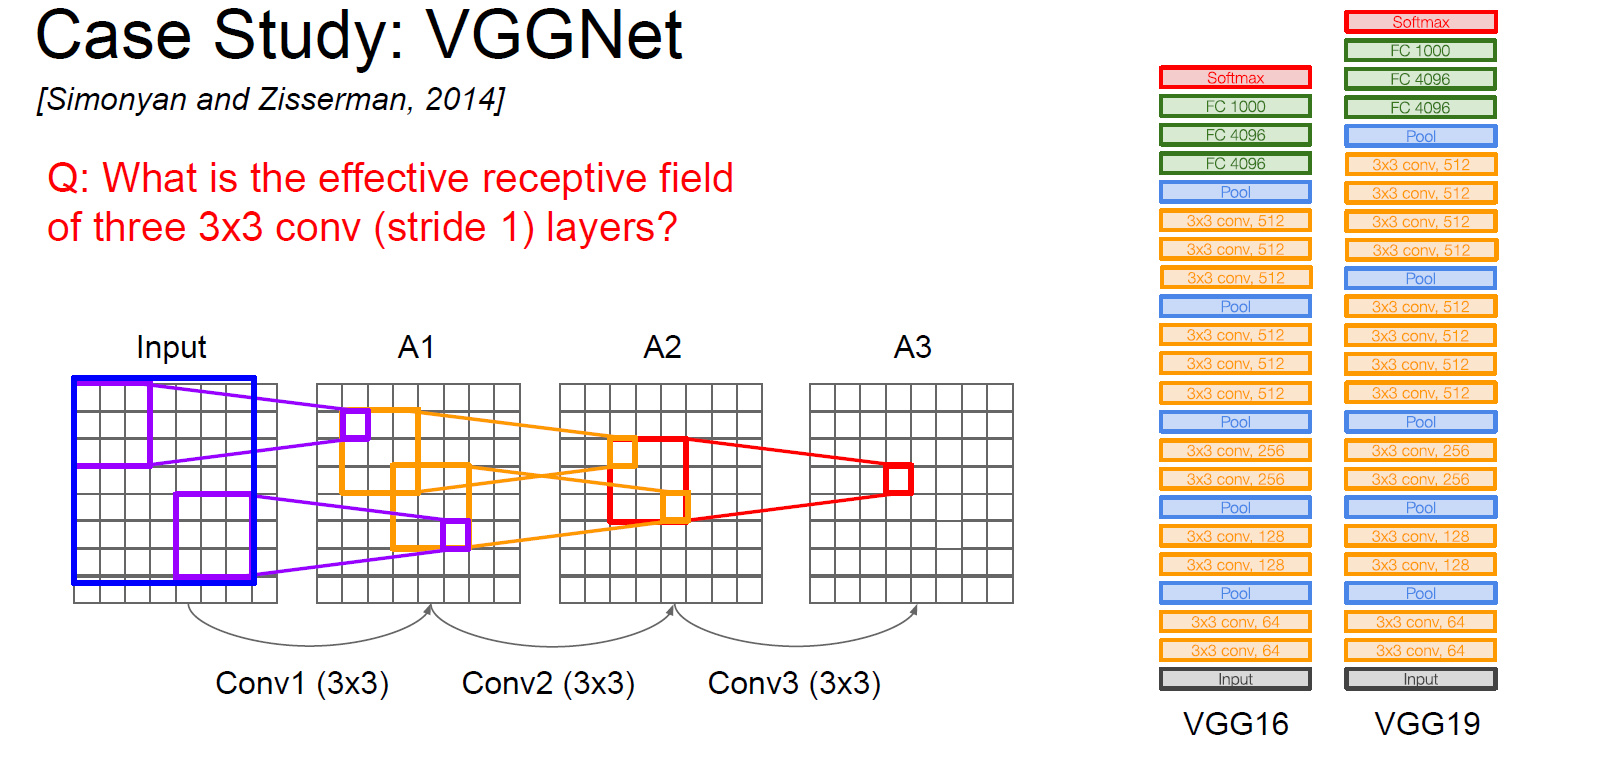 Case Study: VGGNet
[Simonyan and Zisserman, 2014]
Q: What is the effective receptive field
of three 3x3 conv (stride 1) layers?
Input
A1
A2
A3
Conv1 (3x3)
Conv2 (3x3)
Conv3 (3x3)
Softmax
FC 1000
FC 4096
FC 4096
Pool
3x3 conv, 512
3x3 conv, 512
3x3 conv, 512
Pool
3x3 conv, 512
3x3 conv, 512
3x3 conv, 512
Pool
3x3 conv, 256
3x3 conv, 256
Pool
3x3 conv, 128
3x3 conv, 128
Pool
3x3 conv, 64
3x3 conv, 64
Input
VGG16
Softmax
FC 1000
FC 4096
FC 4096
Pool
3x3 conv, 512
3x3 conv, 512
3x3 conv, 512
3x3 conv, 512
Pool
3x3 conv, 512
3x3 conv, 512
3x3 conv, 512
3x3 conv, 512
Pool
3x3 conv, 256
3x3 conv, 256
Pool
3x3 conv, 128
3x3 conv, 128
Pool
3x3 conv, 64
3x3 conv, 64
Input
VGG19